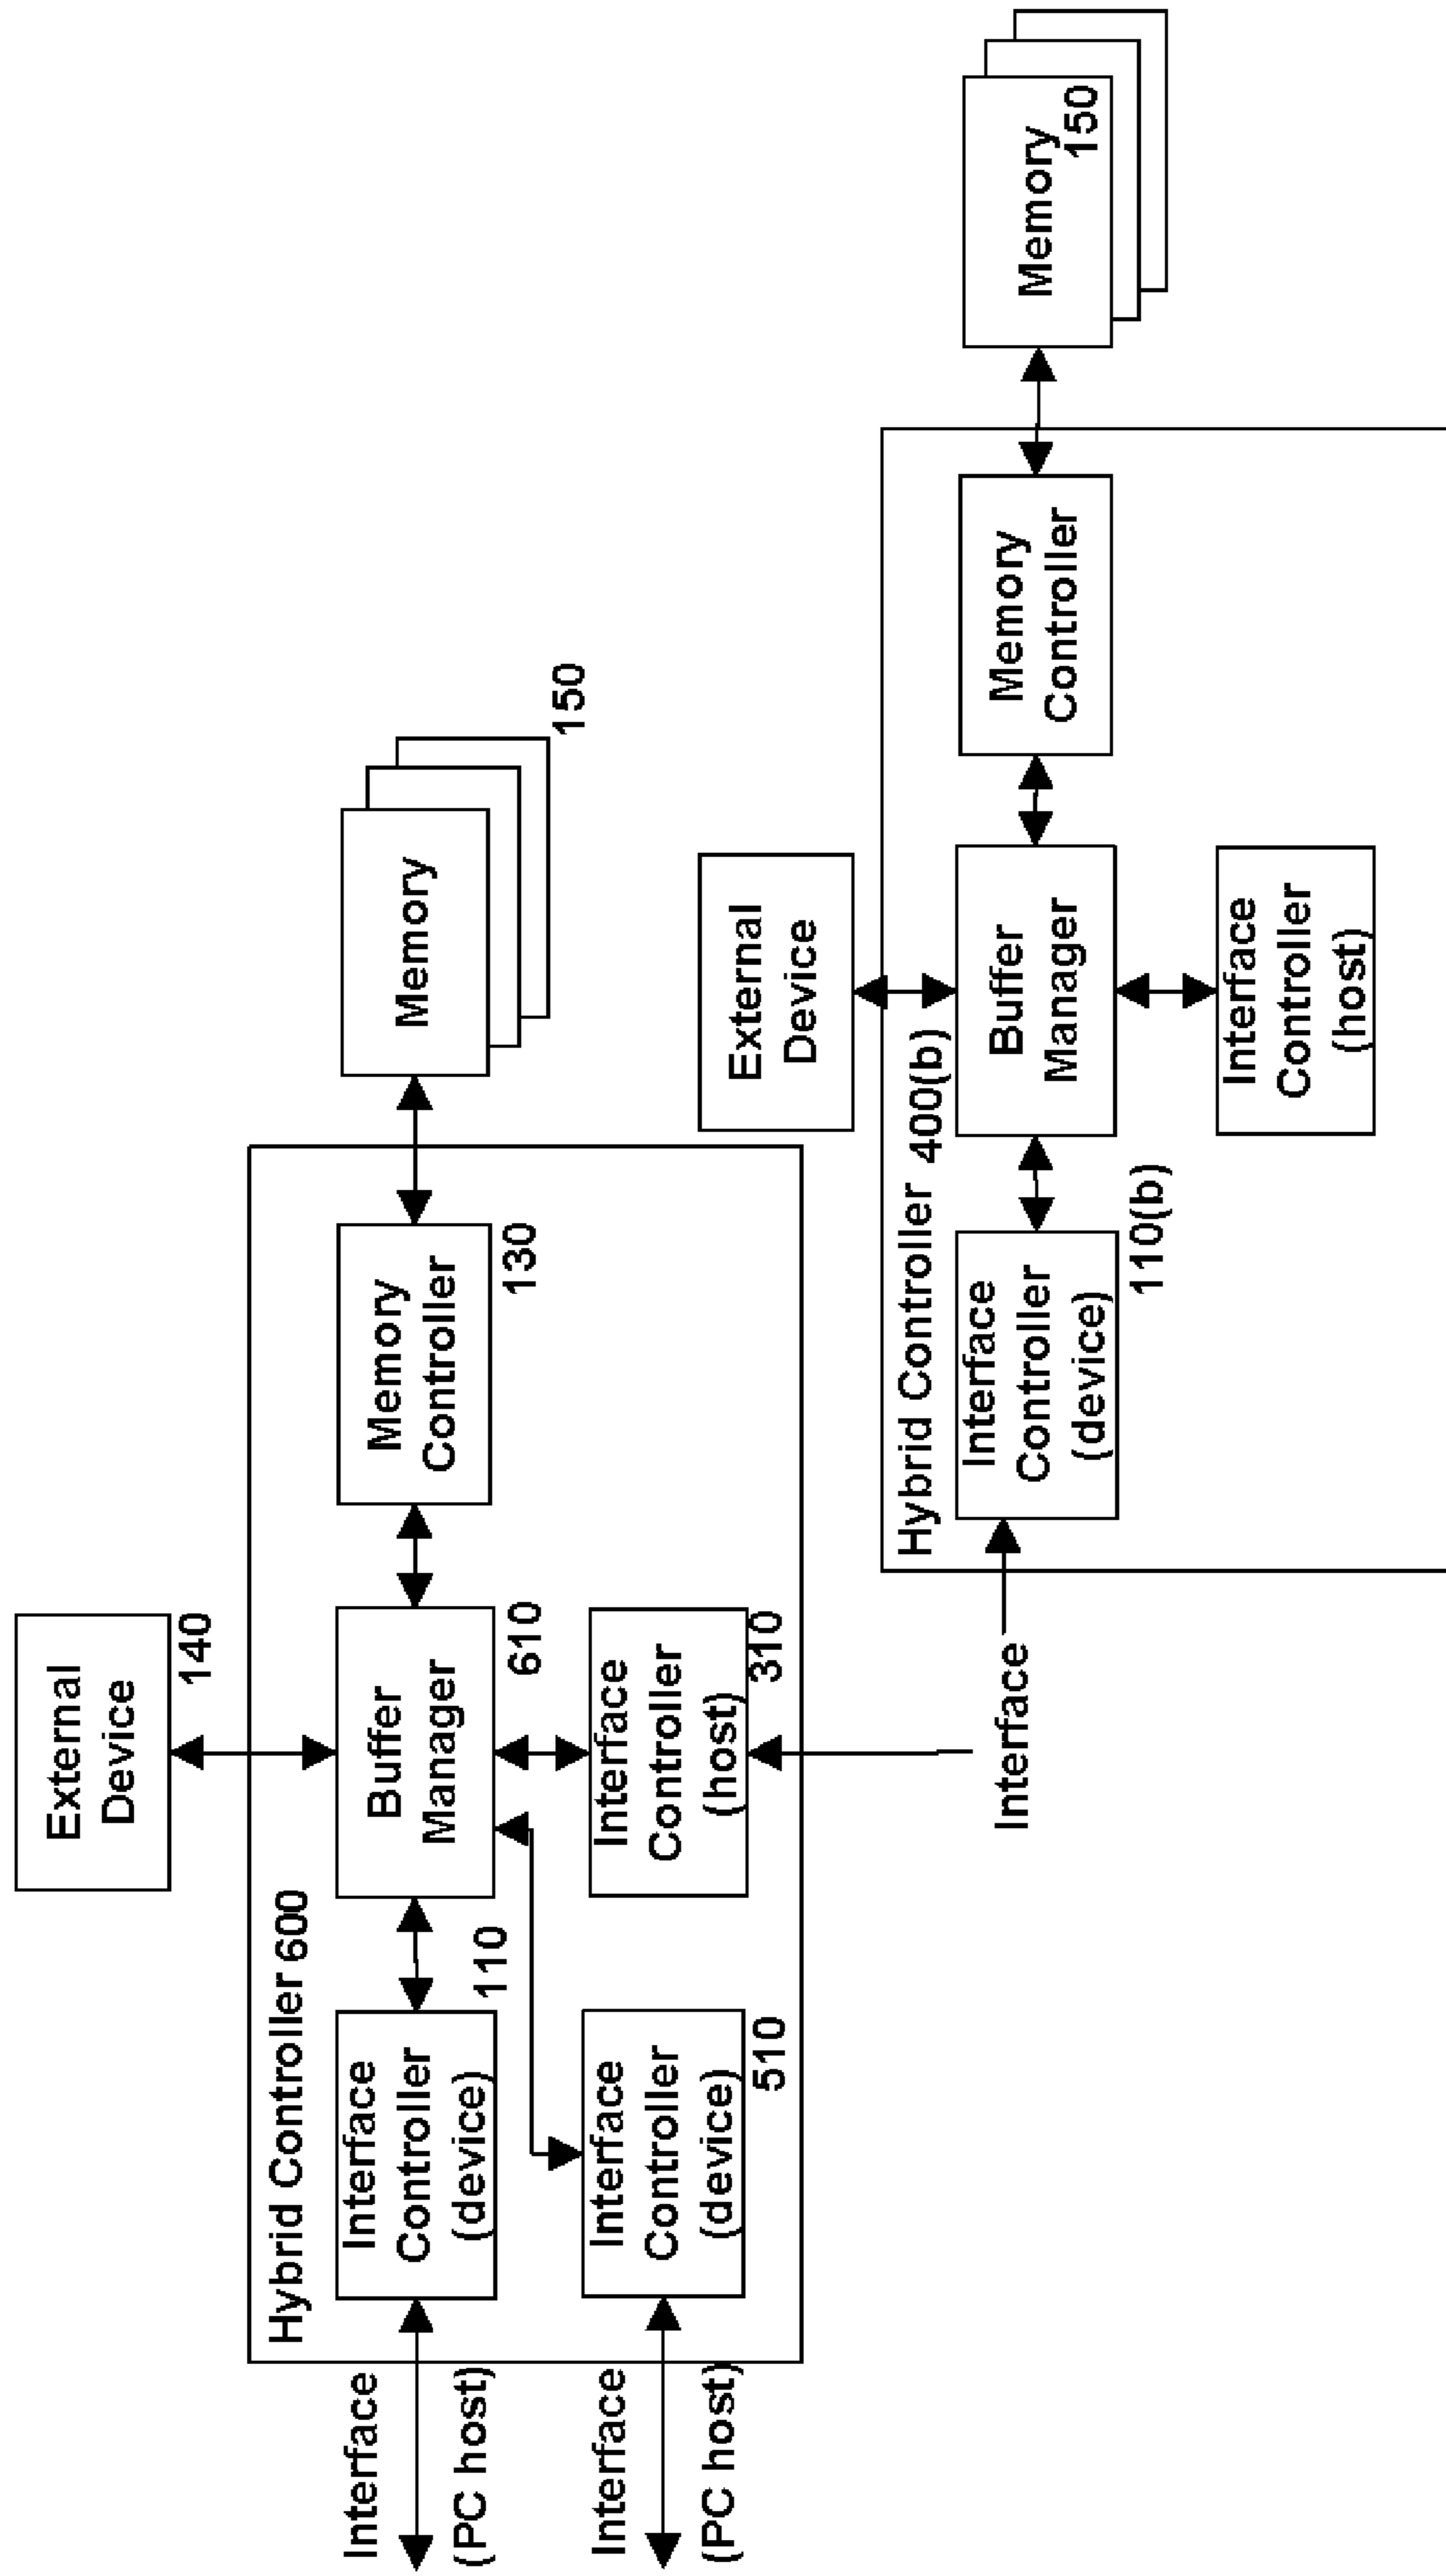 External
Device
140
Hybrid Controller 600
Interface
(PC host)
Interface
Controller
(device)
110
Buffer
Manager
610
Memory
Controller
130
Memory
150
Interface
(PC host)
Interface
Controller
(device)
510
Interface
Controller
(host)
310
External
Device
Hybrid Controller 400(b)
Interface
Interface
Controller
(device)
110(b)
Buffer
Manager
Memory
Controller
Memory
150
Interface
Controller
(host)